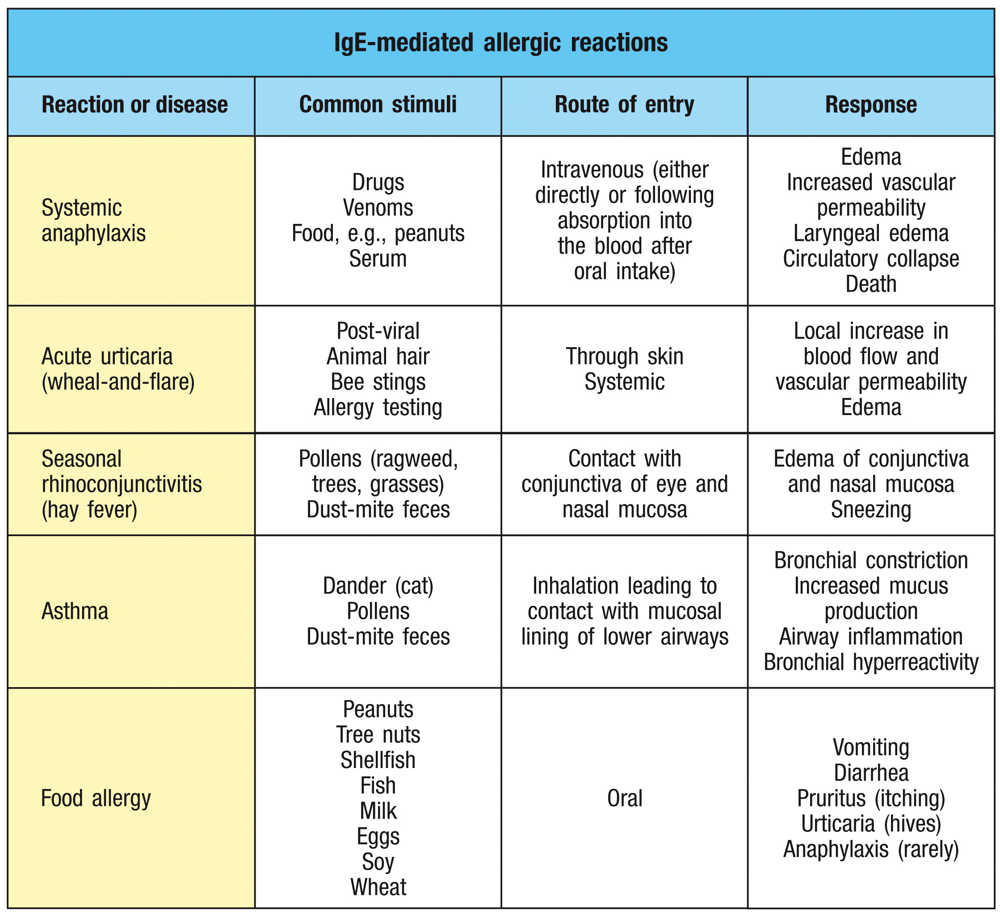 IgE-mediated allergic reactions
Reaction or disease
Common stimuli
Route of entry
Response
Systemic
anaphylaxis
Drugs
Venoms
Food, e.g., peanuts
Serum
Intravenous (either
directly or following
absorption into
the blood after
oral intake)
Edema
Increased vascular
permeability
Laryngeal edema
Circulatory collapse
Death
Acute urticaria
(wheal-and-flare)
Post-viral
Animal hair
Bee stings
Allergy testing
Through skin
Systemic
Local increase in
blood flow and
vascular permeability
Edema
Seasonal
rhinoconjunctivitis
(hay fever)
Pollens (ragweed,
trees, grasses)
Dust-mite feces
Contact with
conjunctiva of eye and
nasal mucosa
Edema of conjunctiva
and nasal mucosa
Sneezing
Asthma
Dander (cat)
Pollens
Dust-mite feces
Inhalation leading to
contact with mucosal
lining of lower airways
Bronchial constriction
Increased mucus
production
Airway inflammation
Bronchial hyperreactivity
Food allergy
Peanuts
Tree nuts
Shellfish
Fish
Milk
Eggs
Soy
Wheat
Oral
Vomiting
Diarrhea
Pruritus (itching)
Urticaria (hives)
Anaphylaxis (rarely)